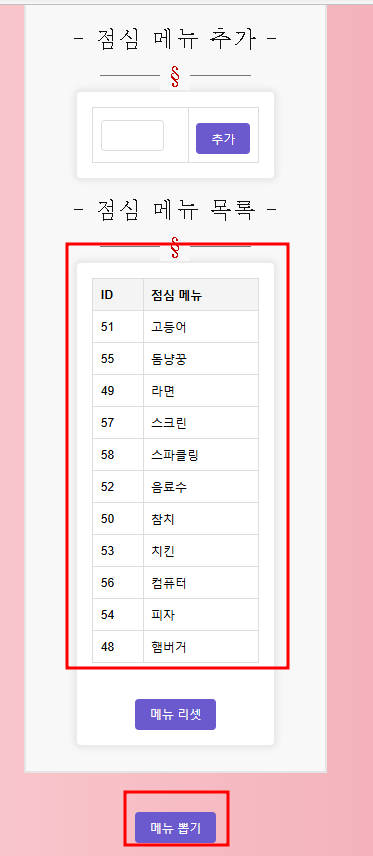 - 점심 메뉴 추가 -
§
추가
- 점심 메뉴 목록 -
§
ID 점심 메뉴
51 고등어
55 돔냥꿍
49 라면
57 스크린
58 스파클링
52 음료수
50 참치
53 치킨
56 컴퓨터
54 피자
48 햄버거
메뉴 리셋
메뉴 뽑기